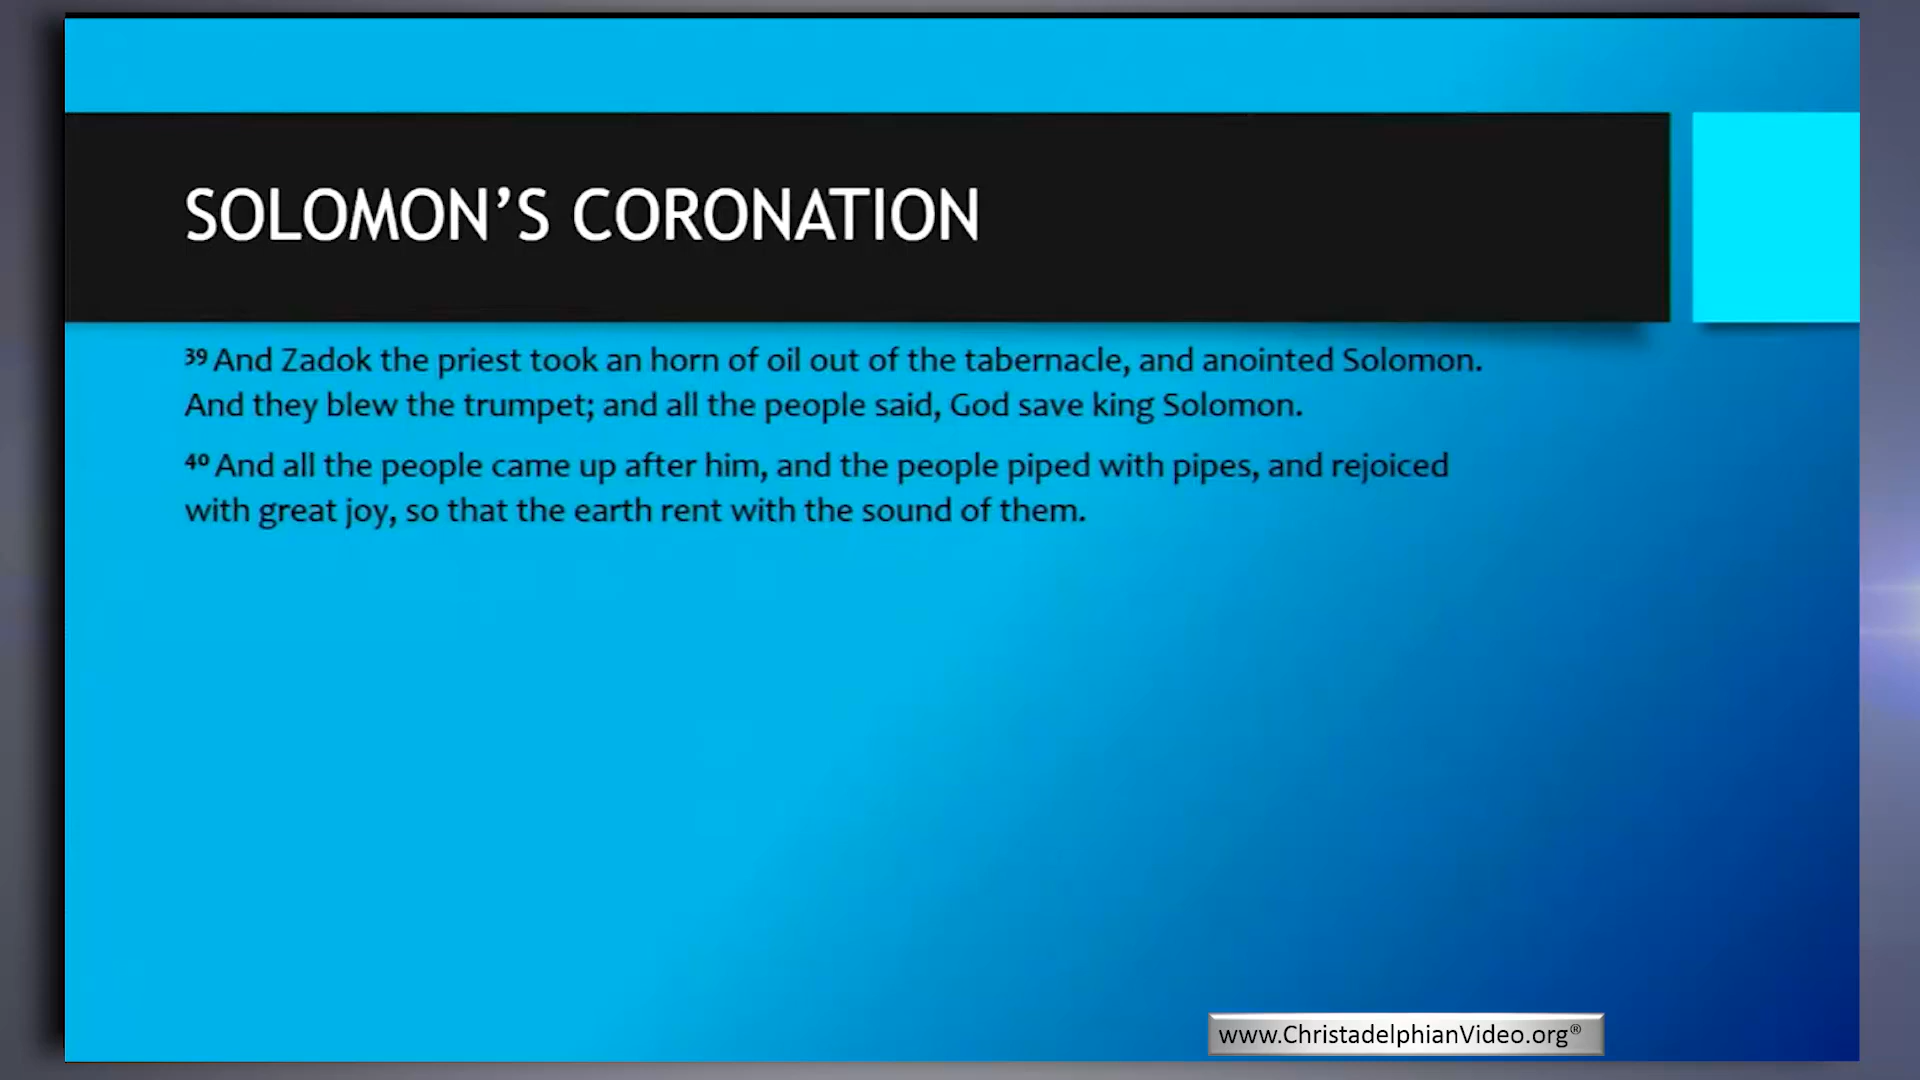 SOLOMON’S CORONATION
39 And Zadok the priest took an horn of oil out of the tabernacle, and anointed Solomon.
And they blew the trumpet; and all the people said, God save king Solomon.
40 And all the people came up after him, and the people piped with pipes, and rejoiced
with great joy, so that the earth rent with the sound of them.
www.ChristadelphianVideo.org®